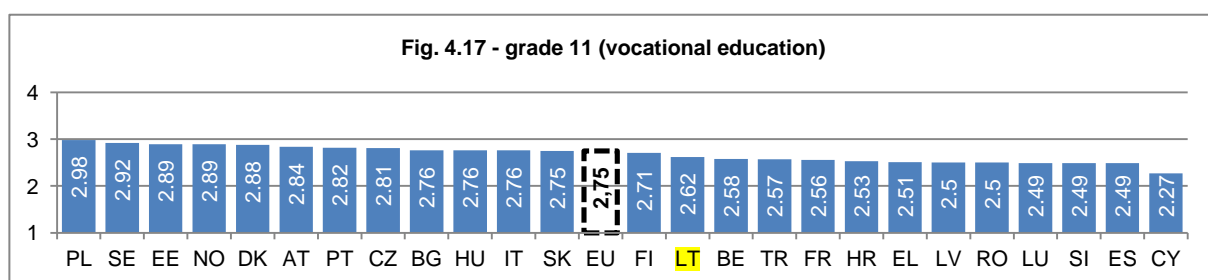 Fig. 4.17 - grade 11 (vocational education)
4
3
2
1
2.98 2.92 2.89 2.89 2.88 2.84 2.82 2.81 2.76 2.76 2.76 2.75 2,75 2.71 2.62 2.58 2.57 2.56 2.53 2.51 2.5 2.5 2.49 2.49 2.49 2.27
PL SE EE NO DK AT PT CZ BG HU IT SK EU FI LT BE TR FR HR EL LV RO LU SI ES CY